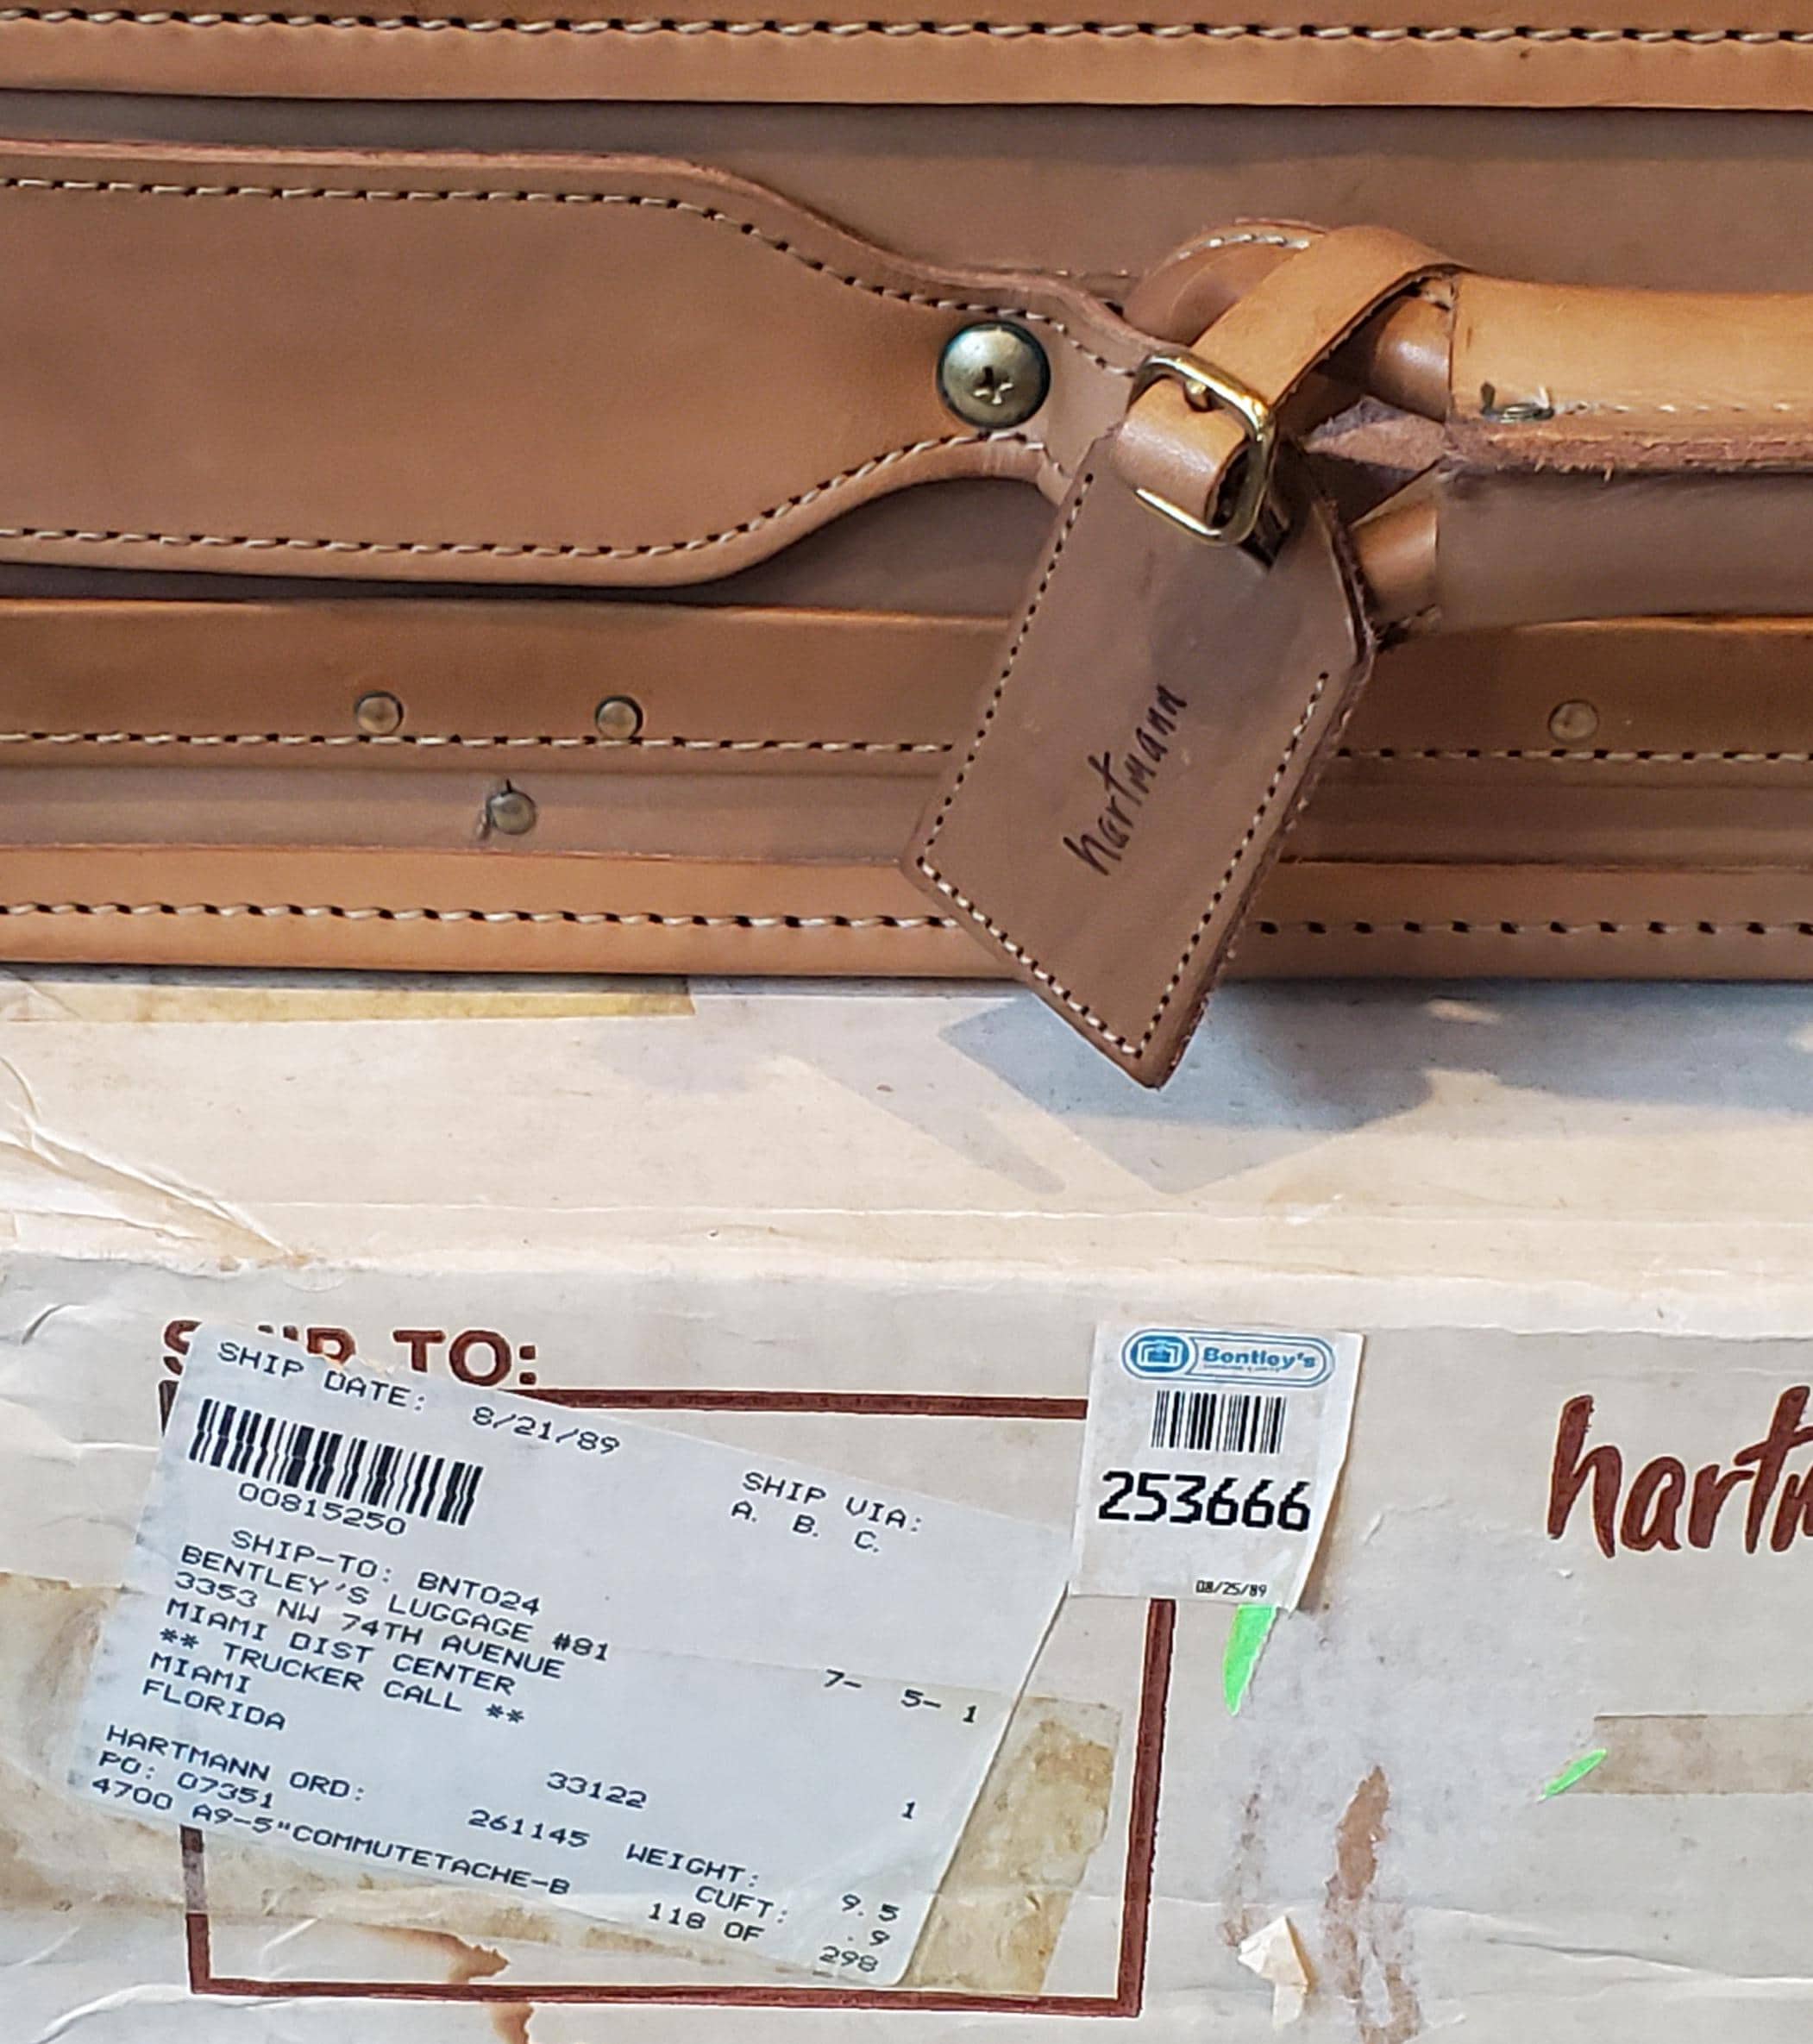 hartmann
SHIP TO:
SHIP DATE: 8/21/89
00815250
SHIP VIA:
A. B. C.
SHIP-TO: BNT024
BENTLEY'S LUGGAGE #81
3353 NW 74TH AVENUE
MIAMI DIST CENTER
** TRUCKER CALL **
MIAMI
FLORIDA
7- 5- 1
33122
1
HARTMANN ORD: 261145 WEIGHT: 9.5
PO: 07351 CUFT: .9
4700 A9-5"COMMUTETACHE-B 118 OF 298
Bentley's
253666
08/25/89
hart